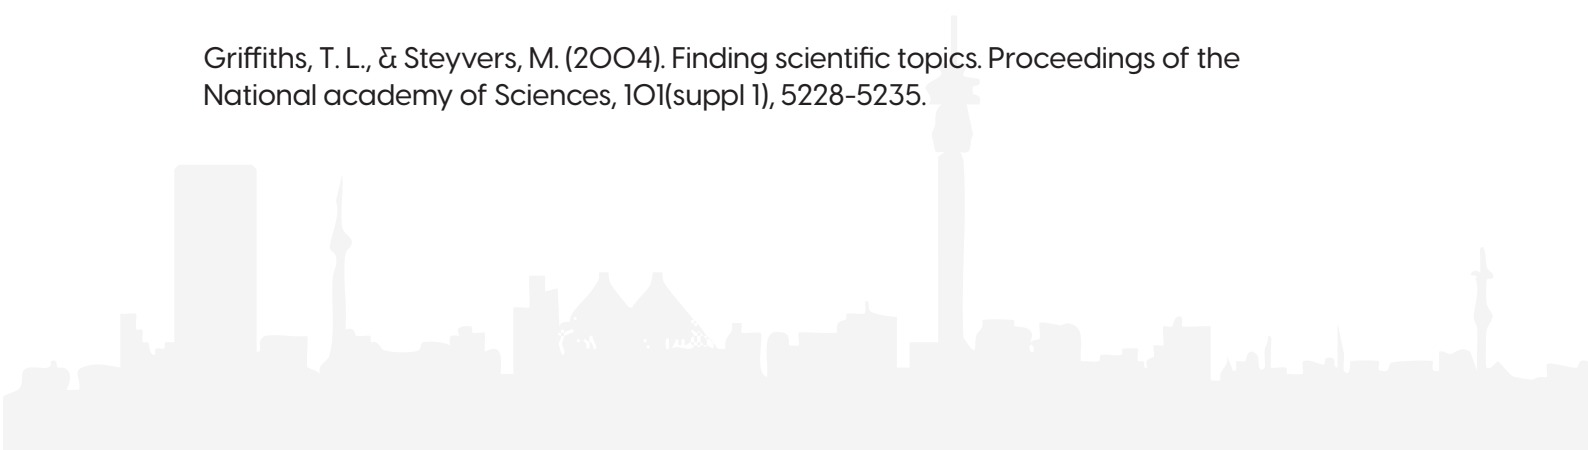 Griffiths, T. L., & Steyvers, M. (2004). Finding scientific topics. Proceedings of the
National academy of Sciences, 101(suppl 1), 5228-5235.